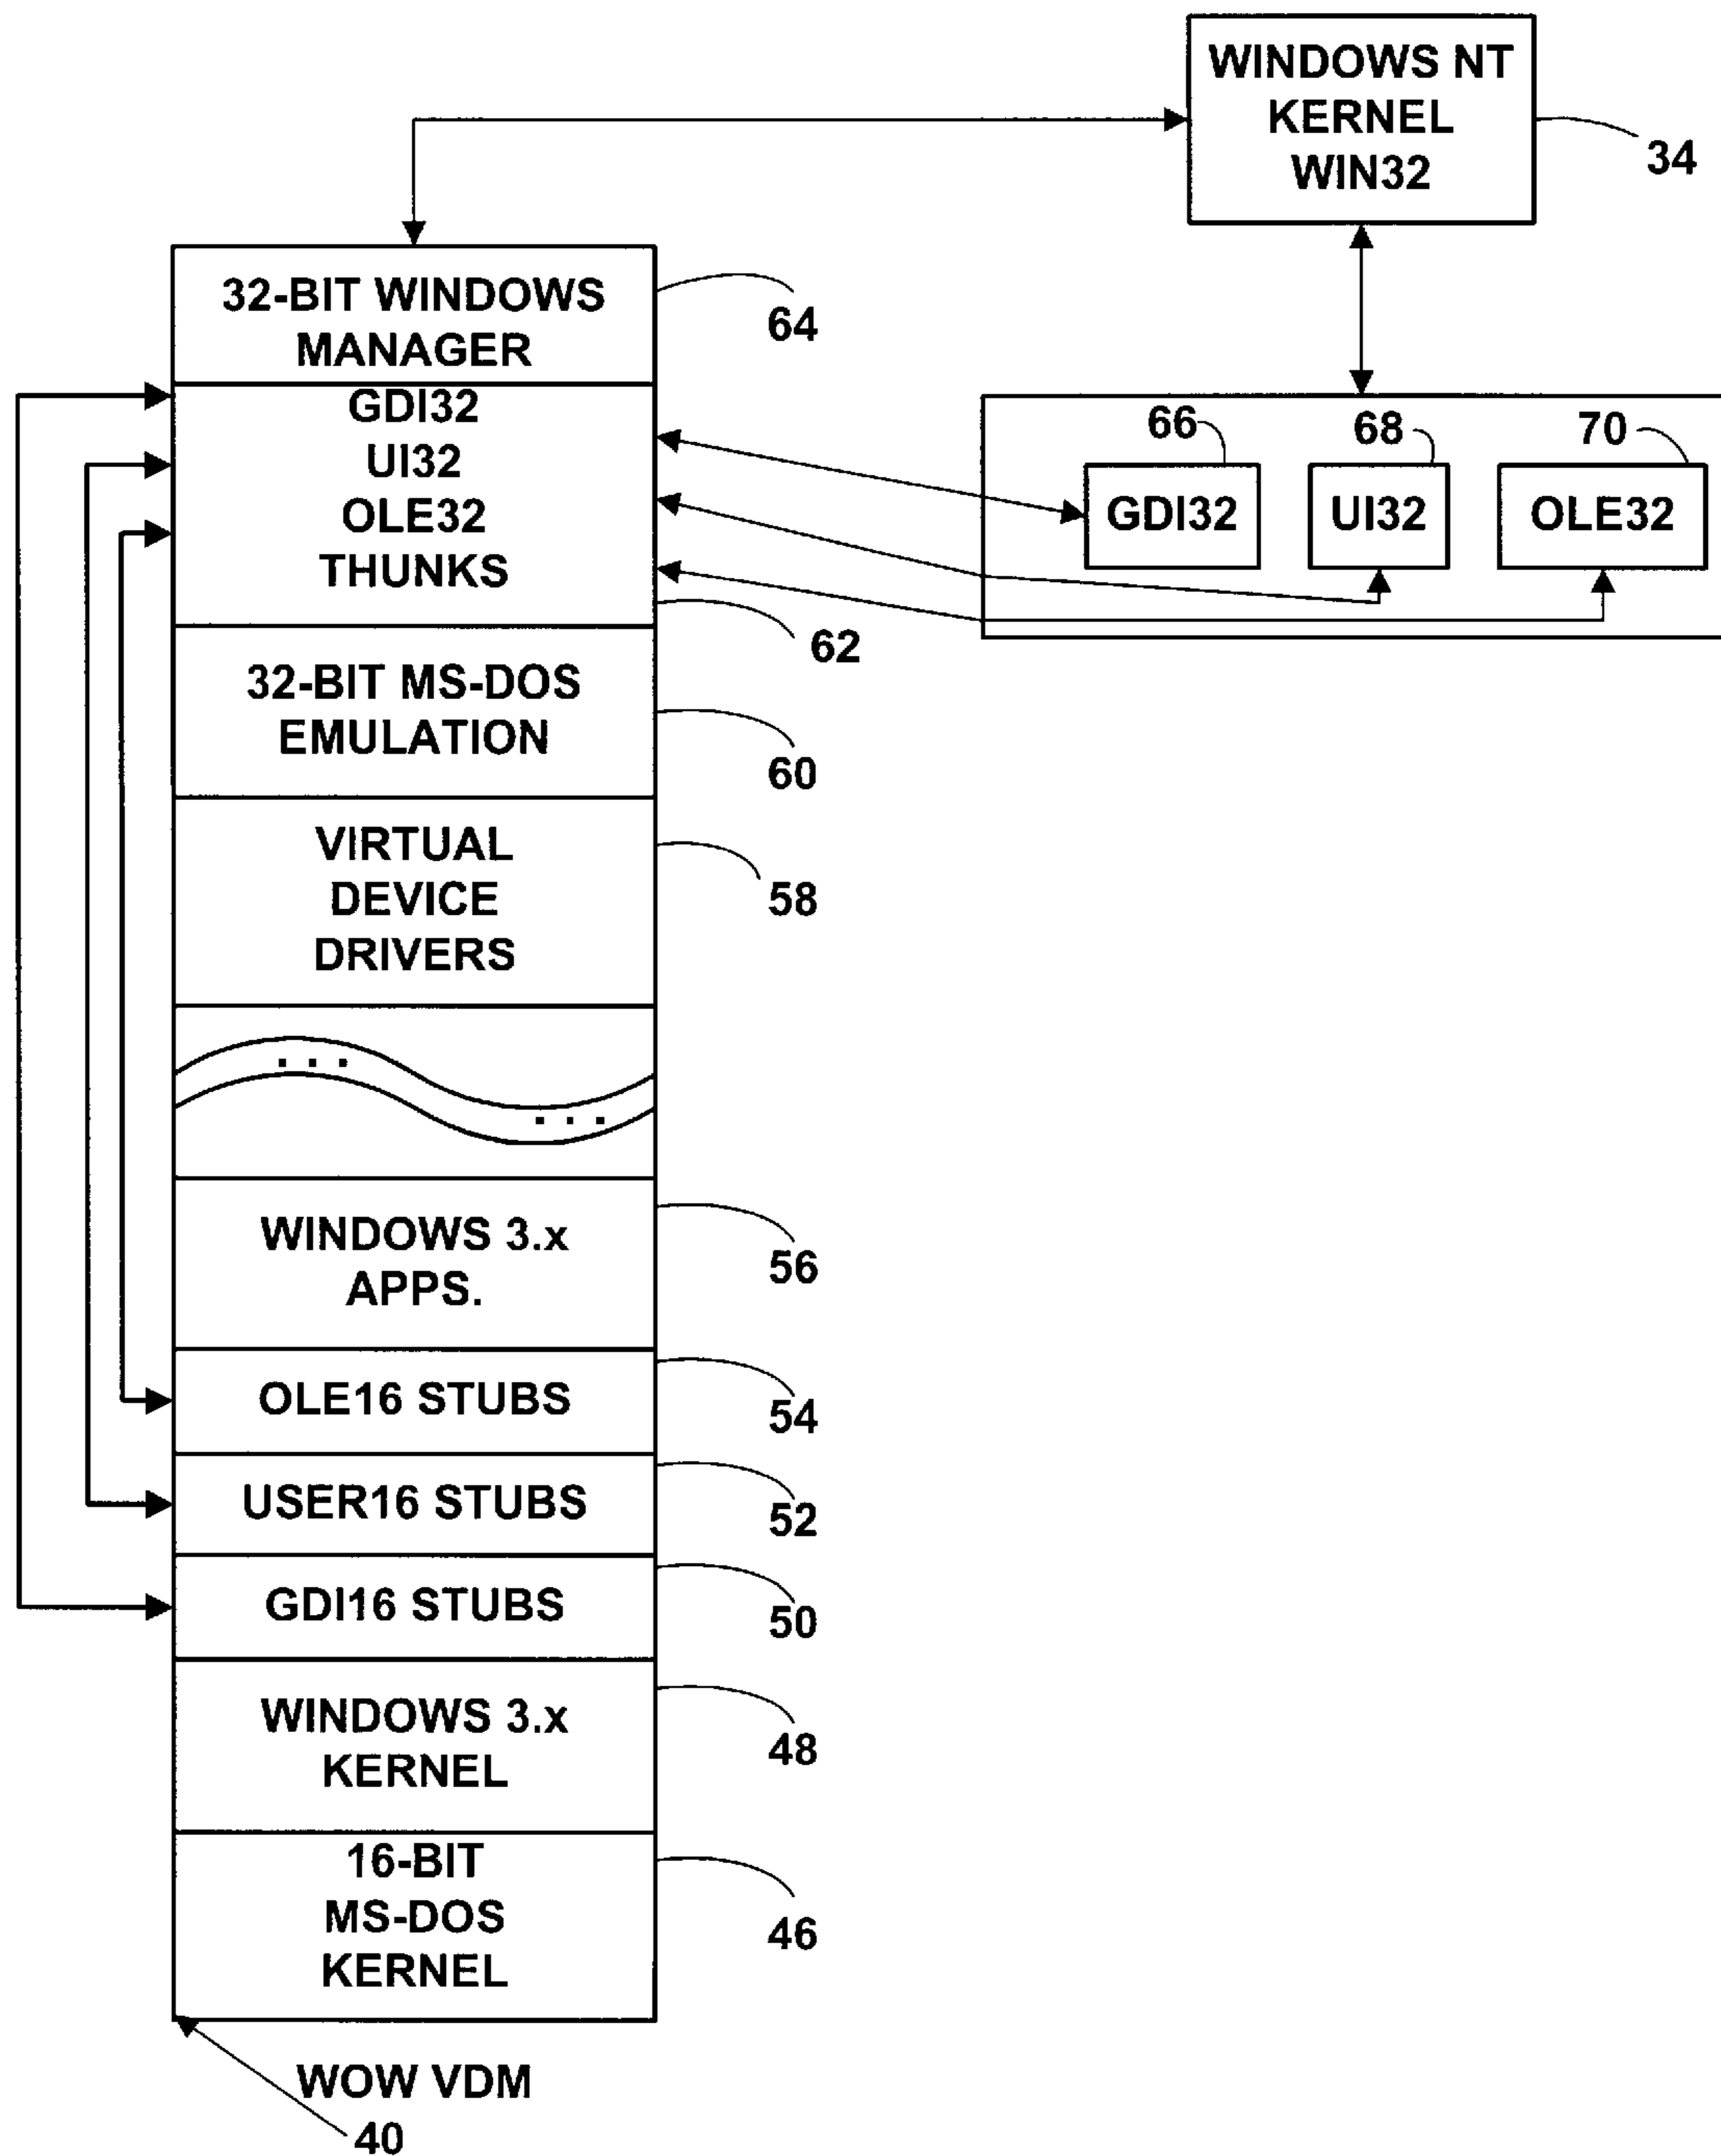 WINDOWS NT
KERNEL
WIN32
34
32-BIT WINDOWS
MANAGER
64
GDI32
UI32
OLE32
THUNKS
62
66
68
70
GDI32
UI32
OLE32
32-BIT MS-DOS
EMULATION
60
VIRTUAL
DEVICE
DRIVERS
58
. . .
. . .
WINDOWS 3.x
APPS.
56
OLE16 STUBS
54
USER16 STUBS
52
GDI16 STUBS
50
WINDOWS 3.x
KERNEL
48
16-BIT
MS-DOS
KERNEL
46
WOW VDM
40